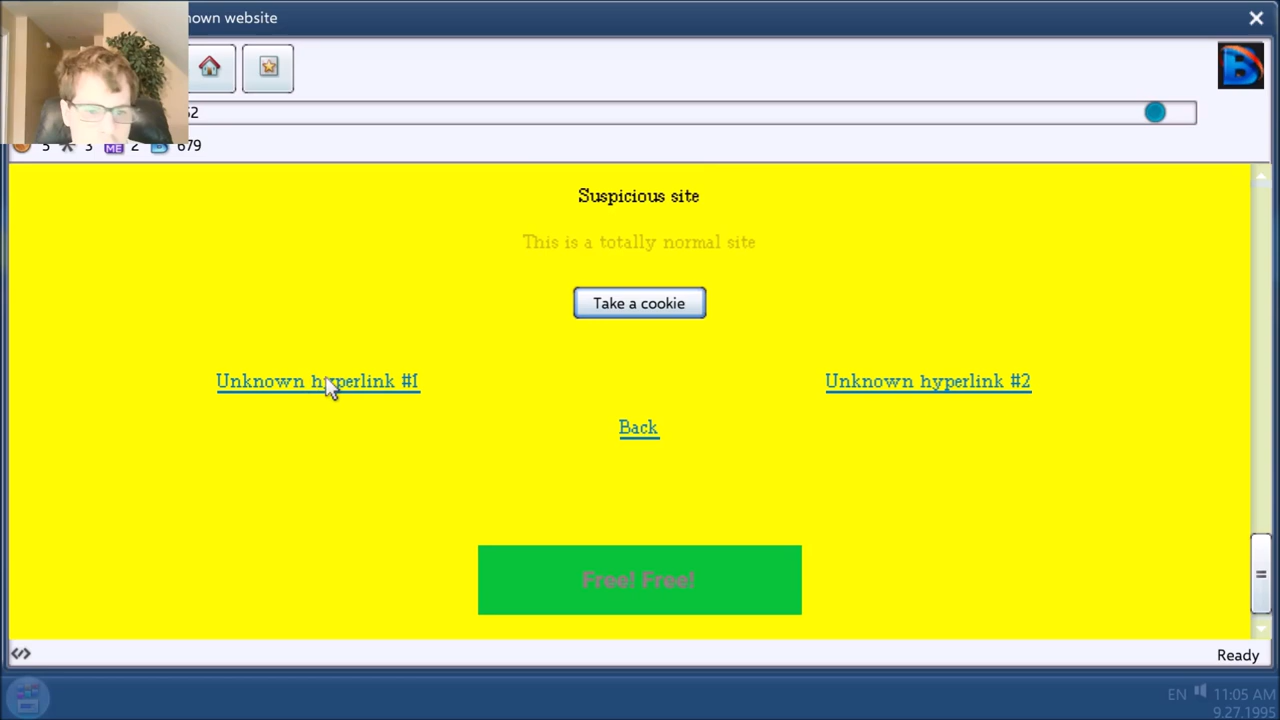 nown website
62
5 3 ME 2 679
Suspicious site
This is a totally normal site
Take a cookie
Unknown hyperlink #1 Unknown hyperlink #2
Back
Free! Free!
Ready
EN 11:05 AM
9.27.1995